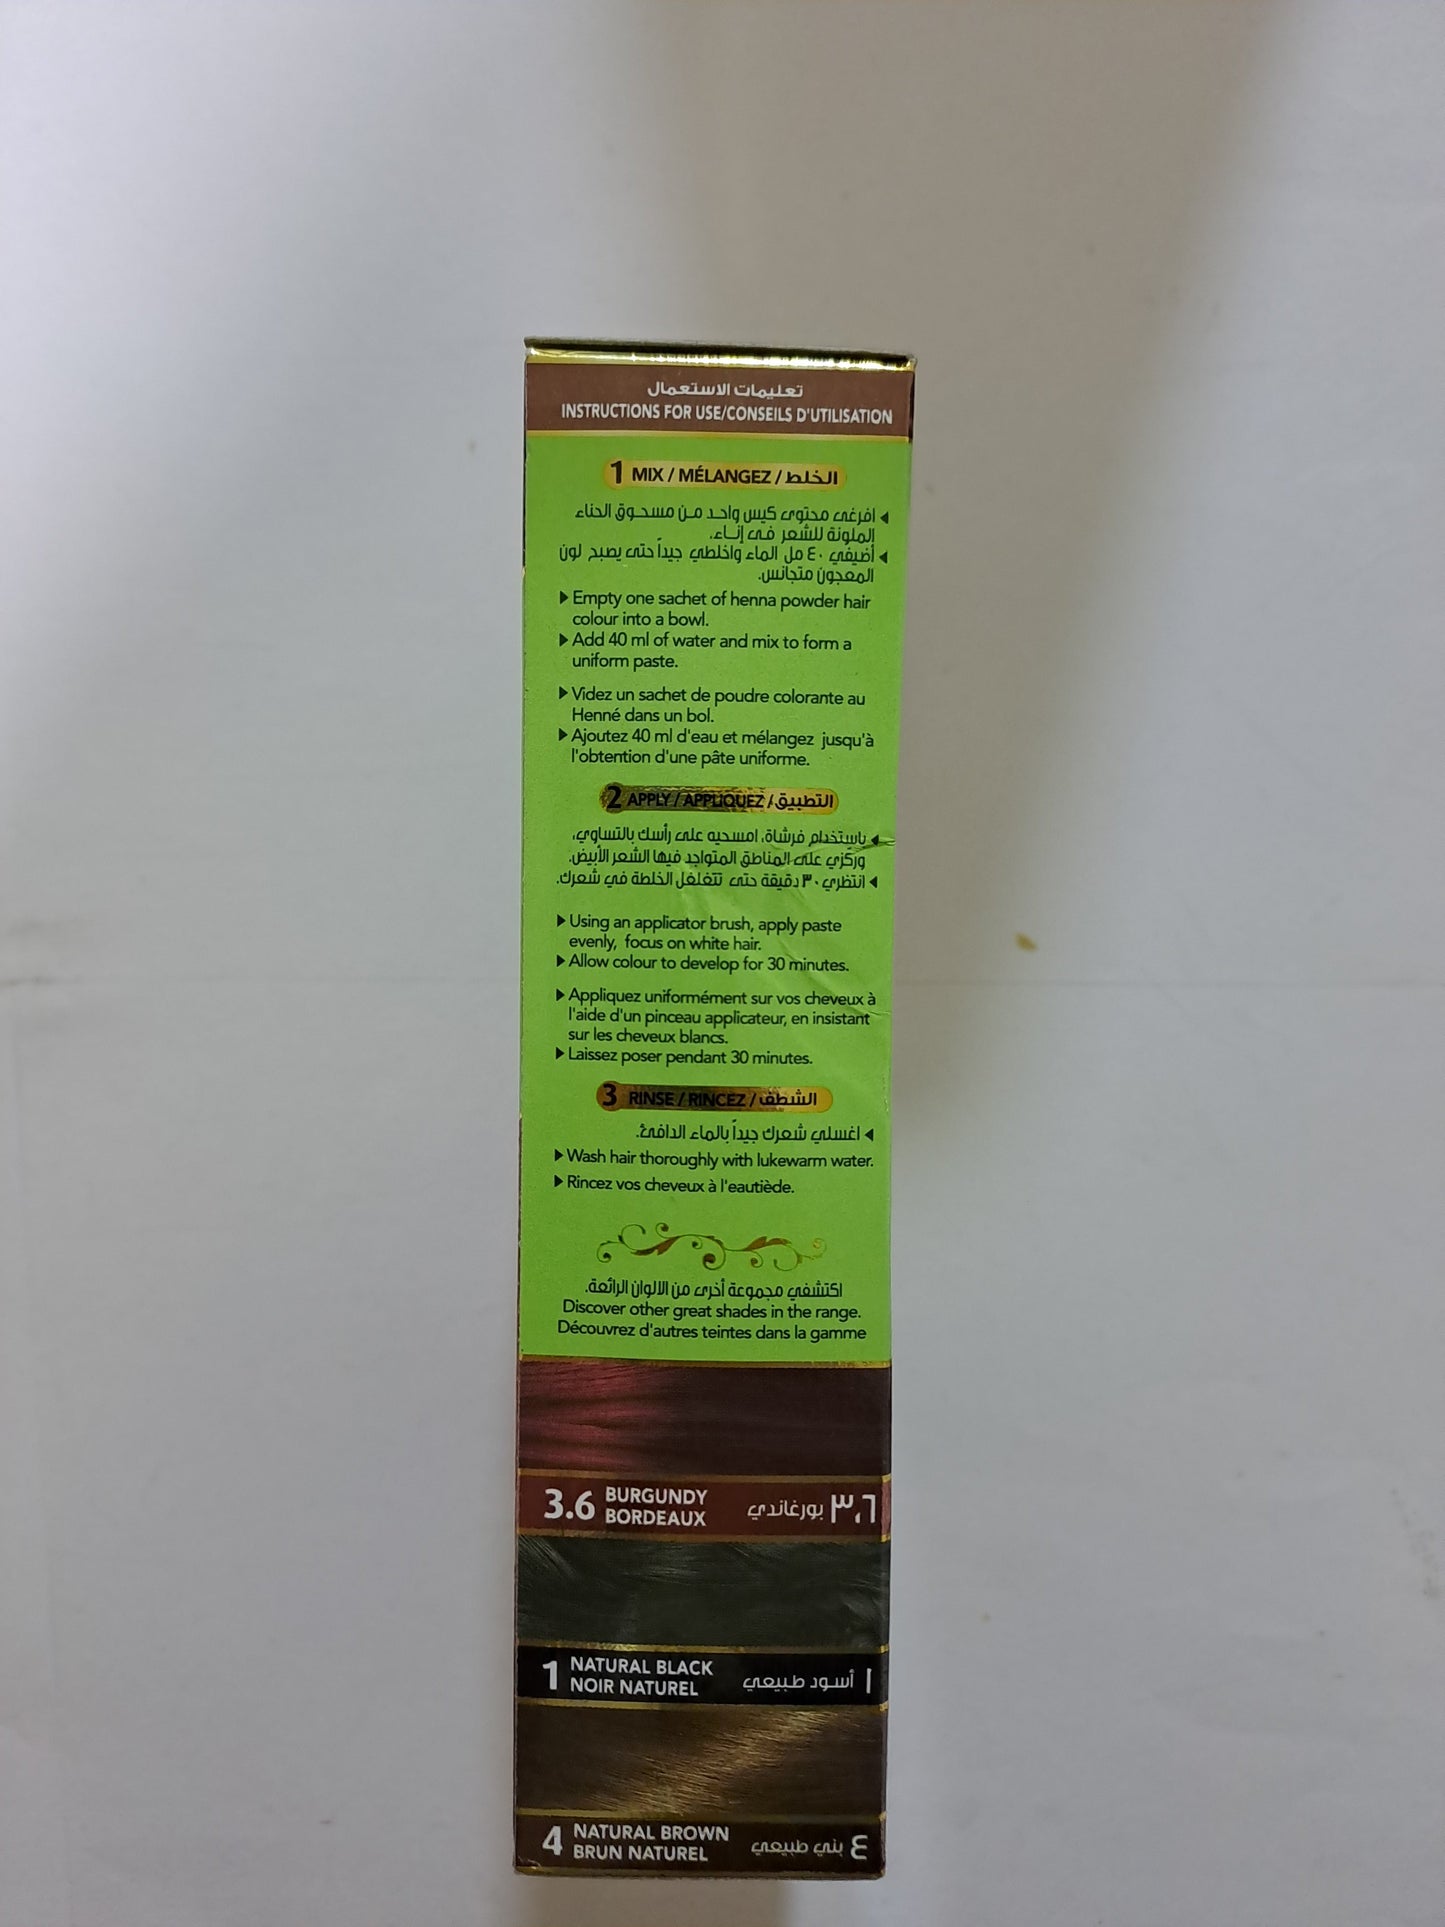 تعليمات الاستعمال
INSTRUCTIONS FOR USE/CONSEILS D'UTILISATION
1 MIX / MÉLANGEZ / الخلط
افرغي محتوى كيس واحد من مسحوق الحناء
الملونة للشعر في إناء.
أضيفي ٤٠ مل الماء واخلطي جيداً حتى يصبح لون
المعجون متجانس.
Empty one sachet of henna powder hair
colour into a bowl.
Add 40 ml of water and mix to form a
uniform paste.
Videz un sachet de poudre colorante au
Henné dans un bol.
Ajoutez 40 ml d'eau et mélangez jusqu'à
l'obtention d'une pâte uniforme.
2 APPLY / APPLIQUEZ / التطبيق
باستخدام فرشاة، امسحيه على رأسك بالتساوي،
وركزي على المناطق المتواجد فيها الشعر الأبيض.
انتظري ٣٠ دقيقة حتى تتغلغل الخلطة في شعرك.
Using an applicator brush, apply paste
evenly, focus on white hair.
Allow colour to develop for 30 minutes.
Appliquez uniformément sur vos cheveux à
l'aide d'un pinceau applicateur, en insistant
sur les cheveux blancs.
Laissez poser pendant 30 minutes.
3 RINSE / RINCEZ / الشطف
اغسلي شعرك جيداً بالماء الدافئ.
Wash hair thoroughly with lukewarm water.
Rincez vos cheveux à l'eautiède.
اكتشفي مجموعة أخرى من الالوان الرائعة.
Discover other great shades in the range.
Découvrez d'autres teintes dans la gamme
3.6 BURGUNDY
BORDEAUX
٣،٦ بورغاندي
1 NATURAL BLACK
NOIR NATUREL
١ أسود طبيعي
4 NATURAL BROWN
BRUN NATUREL
٤ بني طبيعي